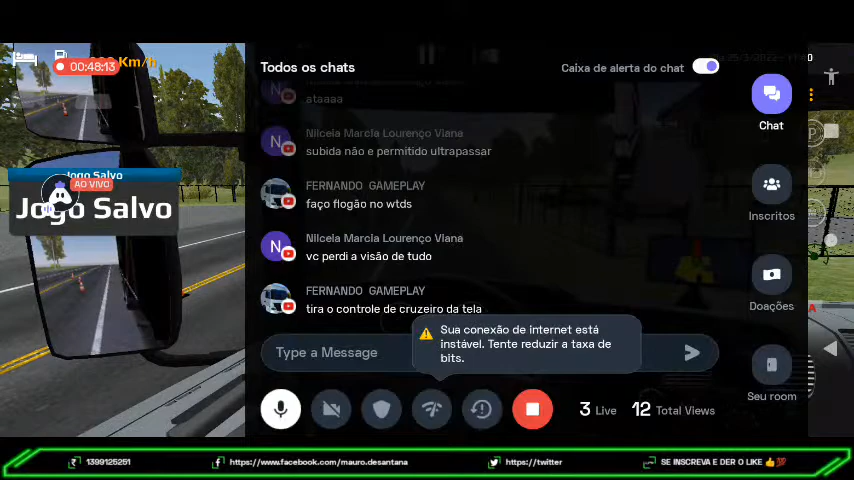 Km/h
00:48:13
Todos os chats
Caixa de alerta do chat
ataaaa
Nilceia Marcia Lourenço Viana
subida não e permitido ultrapassar
FERNANDO GAMEPLAY
faço flogão no wtds
Nilceia Marcia Lourenço Viana
vc perdi a visão de tudo
FERNANDO GAMEPLAY
tira o controle de cruzeiro da tela
Jogo Salvo
AO VIVO
Jogo Salvo
Chat
Inscritos
Doações
Seu room
Sua conexão de internet está
instável. Tente reduzir a taxa de
bits.
Type a Message
3 Live 12 Total Views
N
N
P
A
1399125251
https://www.facebook.com/mauro.desantana
https://twitter
SE INSCREVA E DER O LIKE 👍💯